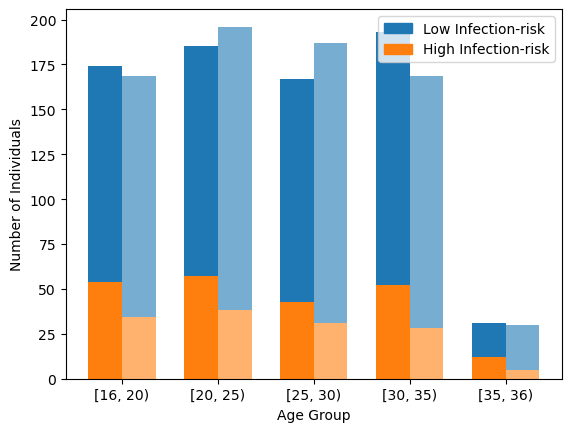 200
175
150
125
100
75
50
25
0
Number of Individuals
Low Infection-risk
High Infection-risk
[16, 20) [20, 25) [25, 30) [30, 35) [35, 36)
Age Group